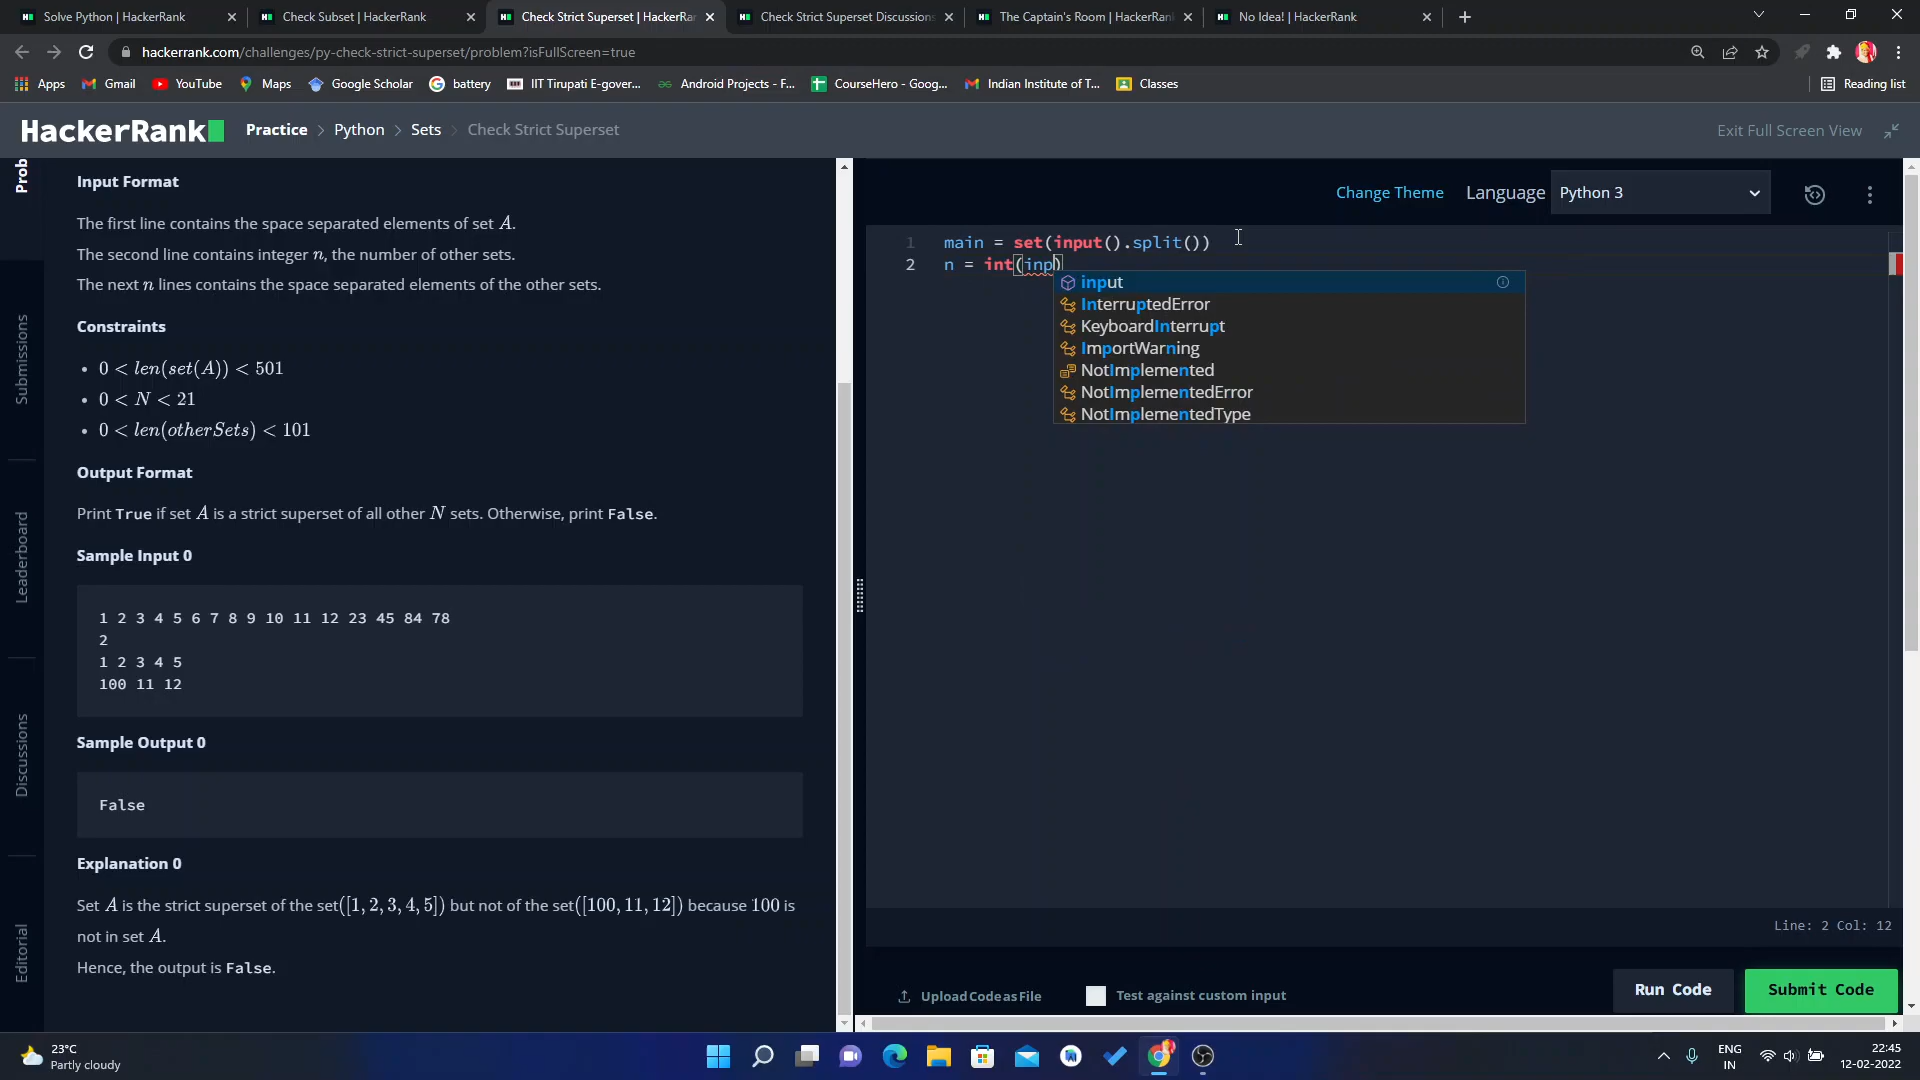 Solve Python | HackerRank
Check Subset | HackerRank
Check Strict Superset | HackerRan
Check Strict Superset Discussions
The Captain's Room | HackerRank
No Idea! | HackerRank
hackerrank.com/challenges/py-check-strict-superset/problem?isFullScreen=true
Apps
Gmail
YouTube
Maps
Google Scholar
battery
IIT Tirupati E-gover...
Android Projects - F...
CourseHero - Goog...
Indian Institute of T...
Classes
Reading list
HackerRank
Practice > Python > Sets > Check Strict Superset
Exit Full Screen View
Prob
Submissions
Leaderboard
Discussions
Editorial
Input Format
The first line contains the space separated elements of set A.
The second line contains integer n, the number of other sets.
The next n lines contains the space separated elements of the other sets.
Constraints
• 0 < len(set(A)) < 501
• 0 < N < 21
• 0 < len(otherSets) < 101
Output Format
Print True if set A is a strict superset of all other N sets. Otherwise, print False.
Sample Input 0
1 2 3 4 5 6 7 8 9 10 11 12 23 45 84 78
2
1 2 3 4 5
100 11 12
Sample Output 0
False
Explanation 0
Set A is the strict superset of the set([1, 2, 3, 4, 5]) but not of the set([100, 11, 12]) because 100 is
not in set A.
Hence, the output is False.
Change Theme
Language
Python 3
1 main = set(input().split())
2 n = int(inp)
input
InterruptedError
KeyboardInterrupt
ImportWarning
NotImplemented
NotImplementedError
NotImplementedType
Line: 2 Col: 12
Upload Code as File
Test against custom input
Run Code
Submit Code
23°C
Partly cloudy
ENG
IN
22:45
12-02-2022